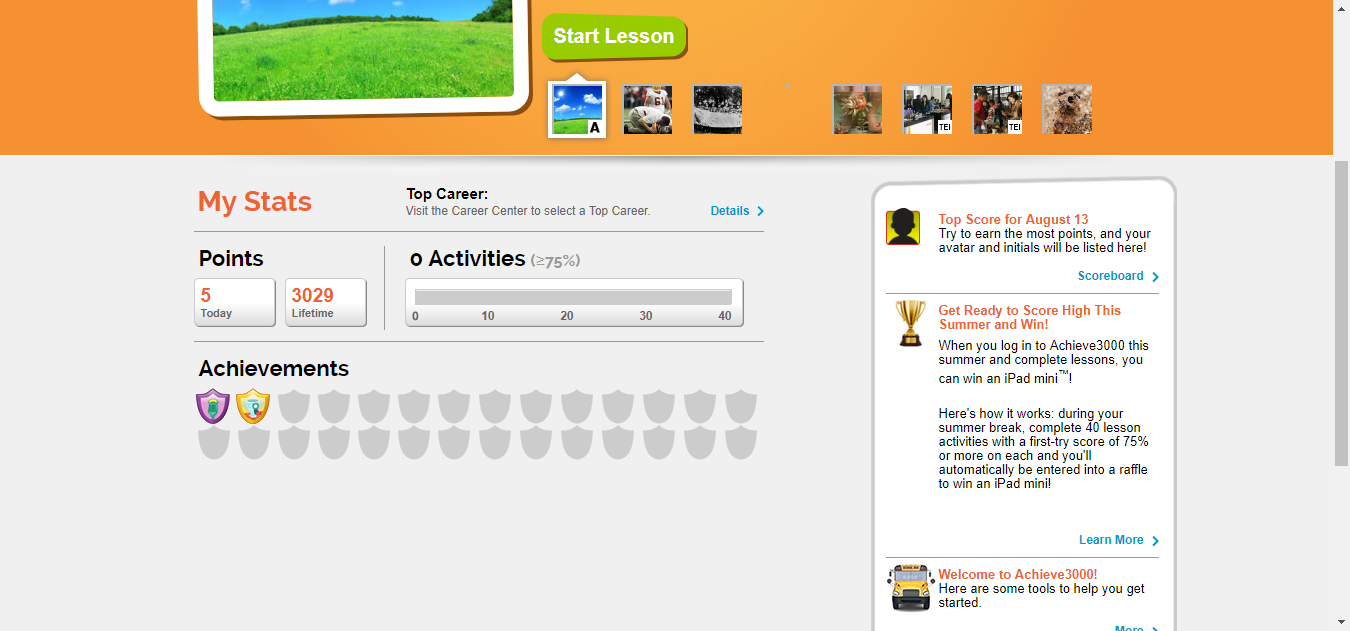 Start Lesson
A
TEI
TEI
My Stats
Top Career:
Visit the Career Center to select a Top Career.
Details
Points
5
Today
3029
Lifetime
0 Activities (≥75%)
0 10 20 30 40
Achievements
Top Score for August 13
Try to earn the most points, and your
avatar and initials will be listed here!
Scoreboard
Get Ready to Score High This
Summer and Win!
When you log in to Achieve3000 this
summer and complete lessons, you
can win an iPad mini™!
Here's how it works: during your
summer break, complete 40 lesson
activities with a first-try score of 75%
or more on each and you'll
automatically be entered into a raffle
to win an iPad mini!
Learn More
Welcome to Achieve3000!
Here are some tools to help you get
started.
More